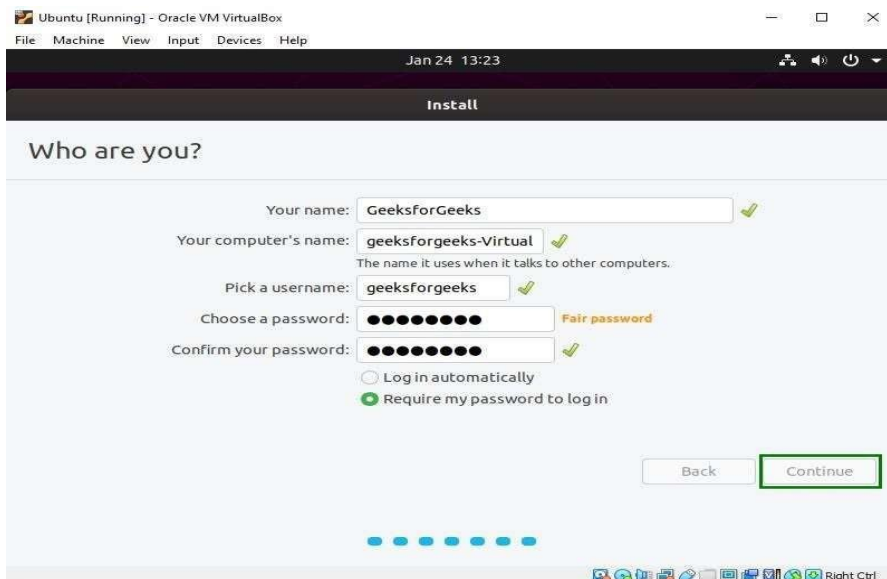 Ubuntu [Running] - Oracle VM VirtualBox
File Machine View Input Devices Help
Jan 24 13:23
Install
Who are you?
Your name: GeeksforGeeks
Your computer's name: geeksforgeeks-Virtual
The name it uses when it talks to other computers.
Pick a username: geeksforgeeks
Choose a password: ●●●●●●●● Fair password
Confirm your password: ●●●●●●●●
Log in automatically
Require my password to log in
Back Continue
Right Ctrl